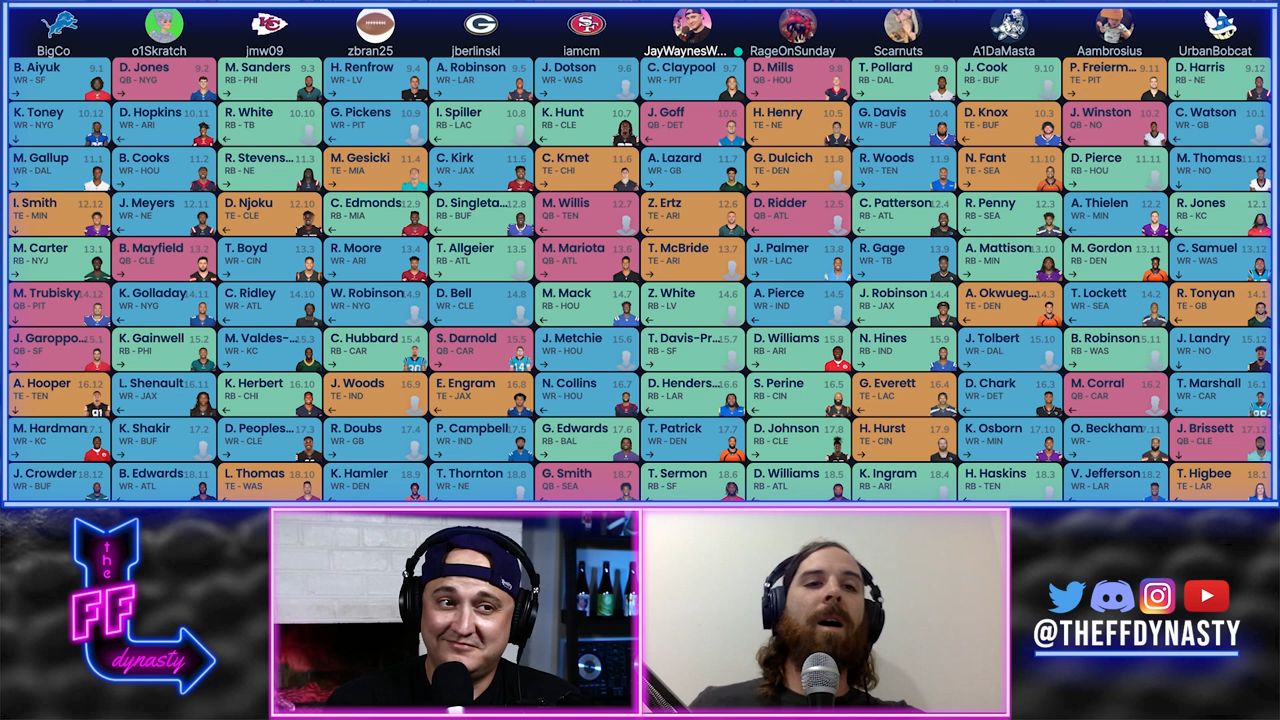 BigCo o1Skratch jmw09 zbran25 jberlinski iamcm JayWaynesW... RageOnSunday Scarnuts A1DaMasta Aambrosius UrbanBobcat
B. Aiyuk 9.1 D. Jones 9.2 M. Sanders 9.3 H. Renfrow 9.4 A. Robinson 9.5 J. Dotson 9.6 C. Claypool 9.7 D. Mills 9.8 T. Pollard 9.9 J. Cook 9.10 P. Freierm... 9.11 D. Harris 9.12
WR - SF QB - NYG RB - PHI WR - LV WR - LAR WR - WAS WR - PIT QB - HOU RB - DAL RB - BUF TE - PIT RB - NE
K. Toney 10.12 D. Hopkins 10.11 R. White 10.10 G. Pickens 10.9 I. Spiller 10.8 K. Hunt 10.7 J. Goff 10.6 H. Henry 10.5 G. Davis 10.4 D. Knox 10.3 J. Winston 10.2 C. Watson 10.1
WR - NYG WR - ARI RB - TB WR - PIT RB - LAC RB - CLE QB - DET TE - NE WR - BUF TE - BUF QB - NO WR - GB
M. Gallup 11.1 B. Cooks 11.2 R. Stevens... 11.3 M. Gesicki 11.4 C. Kirk 11.5 C. Kmet 11.6 A. Lazard 11.7 G. Dulcich 11.8 R. Woods 11.9 N. Fant 11.10 D. Pierce 11.11 M. Thomas 11.12
WR - DAL WR - HOU RB - NE TE - MIA WR - JAX TE - CHI WR - GB TE - DEN WR - TEN TE - SEA RB - HOU WR - NO
I. Smith 12.12 J. Meyers 12.11 D. Njoku 12.10 C. Edmonds 12.9 D. Singleta... 12.8 M. Willis 12.7 Z. Ertz 12.6 D. Ridder 12.5 C. Patterson 12.4 R. Penny 12.3 A. Thielen 12.2 R. Jones 12.1
TE - MIN WR - NE TE - CLE RB - MIA RB - BUF QB - TEN TE - ARI QB - ATL RB - ATL RB - SEA WR - MIN RB - KC
M. Carter 13.1 B. Mayfield 13.2 T. Boyd 13.3 R. Moore 13.4 T. Allgeier 13.5 M. Mariota 13.6 T. McBride 13.7 J. Palmer 13.8 R. Gage 13.9 A. Mattison 13.10 M. Gordon 13.11 C. Samuel 13.12
RB - NYJ QB - CLE WR - CIN WR - ARI RB - ATL QB - ATL TE - ARI WR - LAC WR - TB RB - MIN RB - DEN WR - WAS
M. Trubisky 14.12 K. Golladay 14.11 C. Ridley 14.10 W. Robinson 14.9 D. Bell 14.8 M. Mack 14.7 Z. White 14.6 A. Pierce 14.5 J. Robinson 14.4 A. Okwueg... 14.3 T. Lockett 14.2 R. Tonyan 14.1
QB - PIT WR - NYG WR - ATL WR - NYG WR - CLE RB - HOU RB - LV WR - IND RB - JAX TE - DEN WR - SEA TE - GB
J. Garoppo... 15.1 K. Gainwell 15.2 M. Valdes-... 15.3 C. Hubbard 15.4 S. Darnold 15.5 J. Metchie 15.6 T. Davis-Pr... 15.7 D. Williams 15.8 N. Hines 15.9 J. Tolbert 15.10 B. Robinson 15.11 J. Landry 15.12
QB - SF RB - PHI WR - KC RB - CAR QB - CAR WR - HOU RB - SF RB - ARI RB - IND WR - DAL RB - WAS WR - NO
A. Hooper 16.12 L. Shenault 16.11 K. Herbert 16.10 J. Woods 16.9 E. Engram 16.8 N. Collins 16.7 D. Henders... 16.6 S. Perine 16.5 G. Everett 16.4 D. Chark 16.3 M. Corral 16.2 T. Marshall 16.1
TE - TEN WR - JAX RB - CHI TE - IND TE - JAX WR - HOU RB - LAR RB - CIN TE - LAC WR - DET QB - CAR WR - CAR
M. Hardman 17.1 K. Shakir 17.2 D. Peoples... 17.3 R. Doubs 17.4 P. Campbell 17.5 G. Edwards 17.6 T. Patrick 17.7 D. Johnson 17.8 H. Hurst 17.9 K. Osborn 17.10 O. Beckham 17.11 J. Brissett 17.12
WR - KC WR - BUF WR - CLE WR - GB WR - IND RB - BAL WR - DEN RB - CLE TE - CIN WR - MIN WR - QB - CLE
J. Crowder 18.12 B. Edwards 18.11 L. Thomas 18.10 K. Hamler 18.9 T. Thornton 18.8 G. Smith 18.7 T. Sermon 18.6 D. Williams 18.5 K. Ingram 18.4 H. Haskins 18.3 V. Jefferson 18.2 T. Higbee 18.1
WR - BUF WR - ATL TE - WAS WR - DEN WR - NE QB - SEA RB - SF RB - ATL RB - ARI RB - TEN WR - LAR TE - LAR
the
FF
dynasty
@THEFFDYNASTY